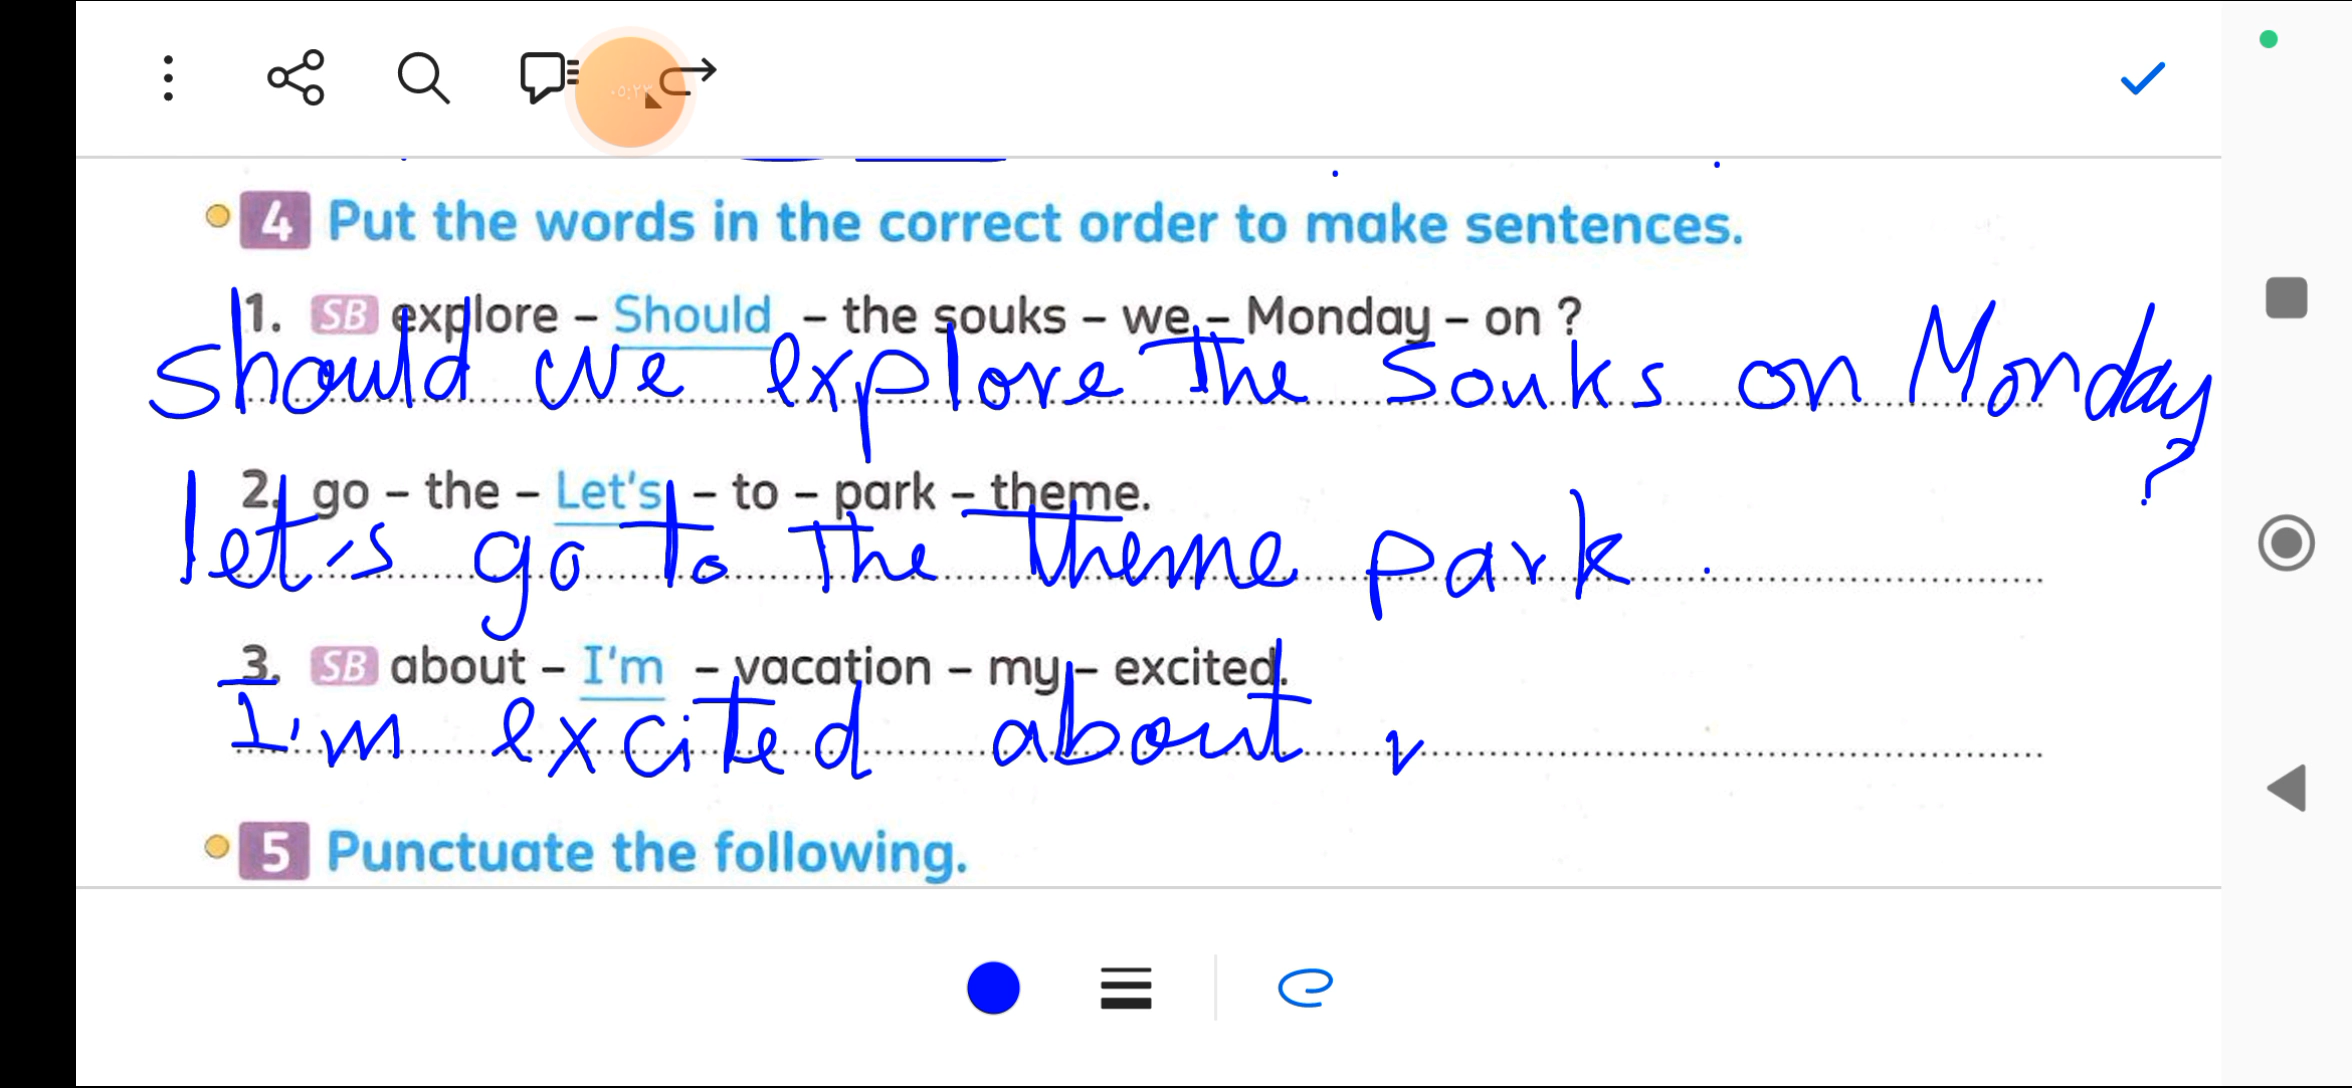 ٠٥:٢٣
4 Put the words in the correct order to make sentences.
1. SB explore – Should – the souks – we – Monday – on ?
should we explore the souks on Monday
?
2. go – the – Let's – to – park – theme.
let's go to the theme park.
3. SB about – I'm – vacation – my – excited.
I'm excited about
5 Punctuate the following.